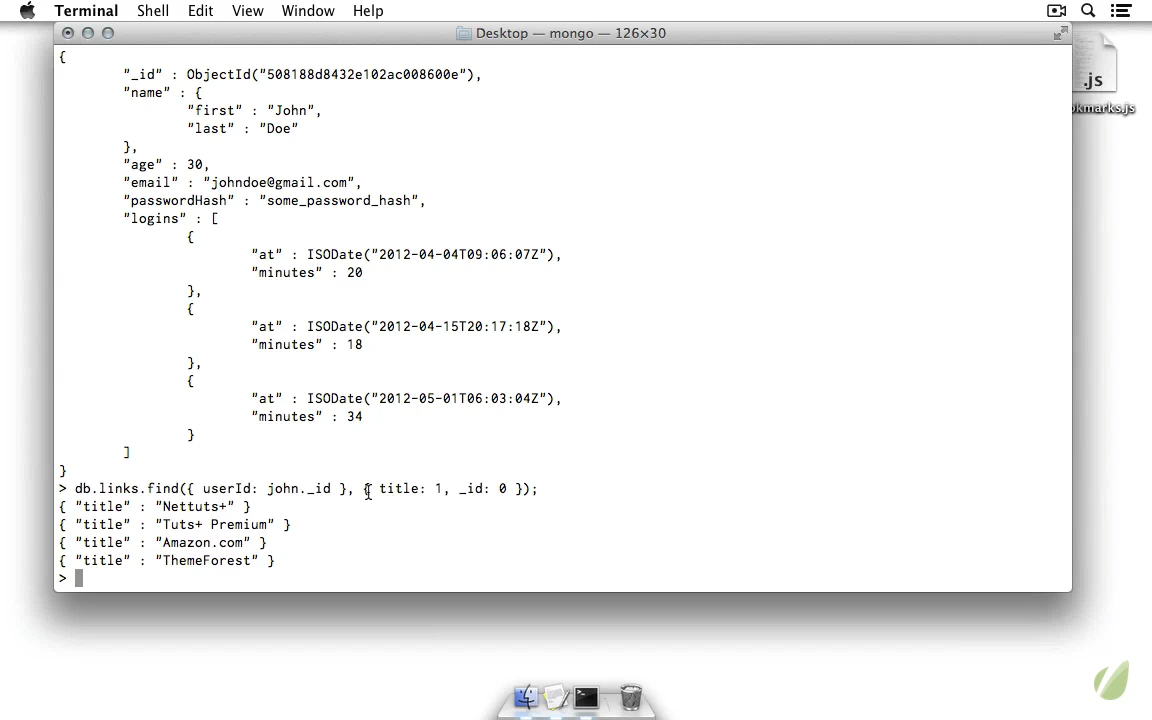 Terminal Shell Edit View Window Help
Desktop — mongo — 126×30
{
"_id" : ObjectId("508188d8432e102ac008600e"),
"name" : {
"first" : "John",
"last" : "Doe"
},
"age" : 30,
"email" : "johndoe@gmail.com",
"passwordHash" : "some_password_hash",
"logins" : [
{
"at" : ISODate("2012-04-04T09:06:07Z"),
"minutes" : 20
},
{
"at" : ISODate("2012-04-15T20:17:18Z"),
"minutes" : 18
},
{
"at" : ISODate("2012-05-01T06:03:04Z"),
"minutes" : 34
}
]
}
> db.links.find({ userId: john._id }, { title: 1, _id: 0 });
{ "title" : "Nettuts+" }
{ "title" : "Tuts+ Premium" }
{ "title" : "Amazon.com" }
{ "title" : "ThemeForest" }
>
.js
okmarks.js